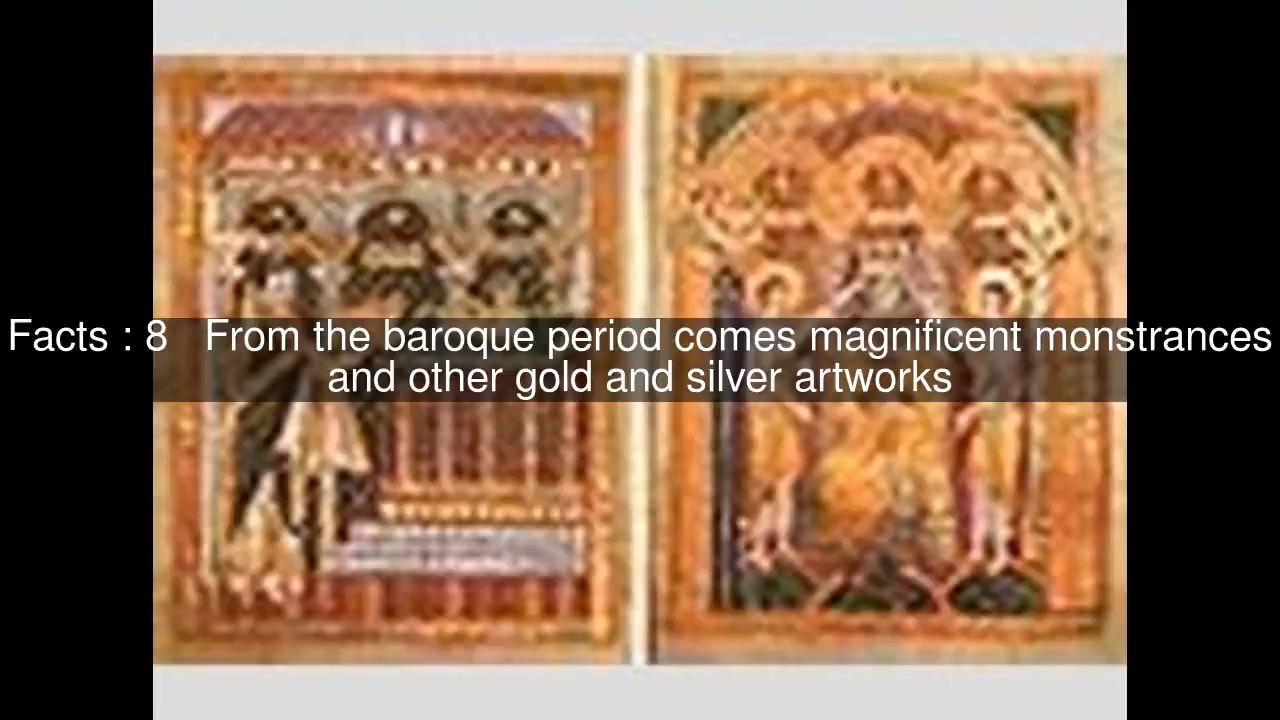 Facts : 8   From the baroque period comes magnificent monstrances
and other gold and silver artworks